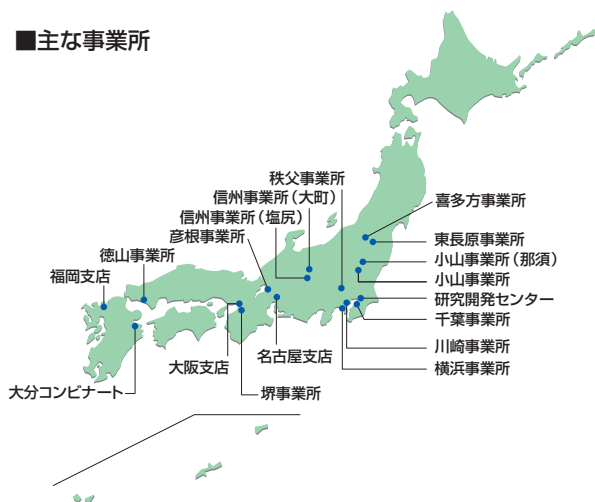 ■主な事業所
秩父事業所
信州事業所（大町）
信州事業所（塩尻）
彦根事業所
徳山事業所
福岡支店
喜多方事業所
東長原事業所
小山事業所（那須）
小山事業所
研究開発センター
千葉事業所
川崎事業所
横浜事業所
名古屋支店
大阪支店
堺事業所
大分コンビナート